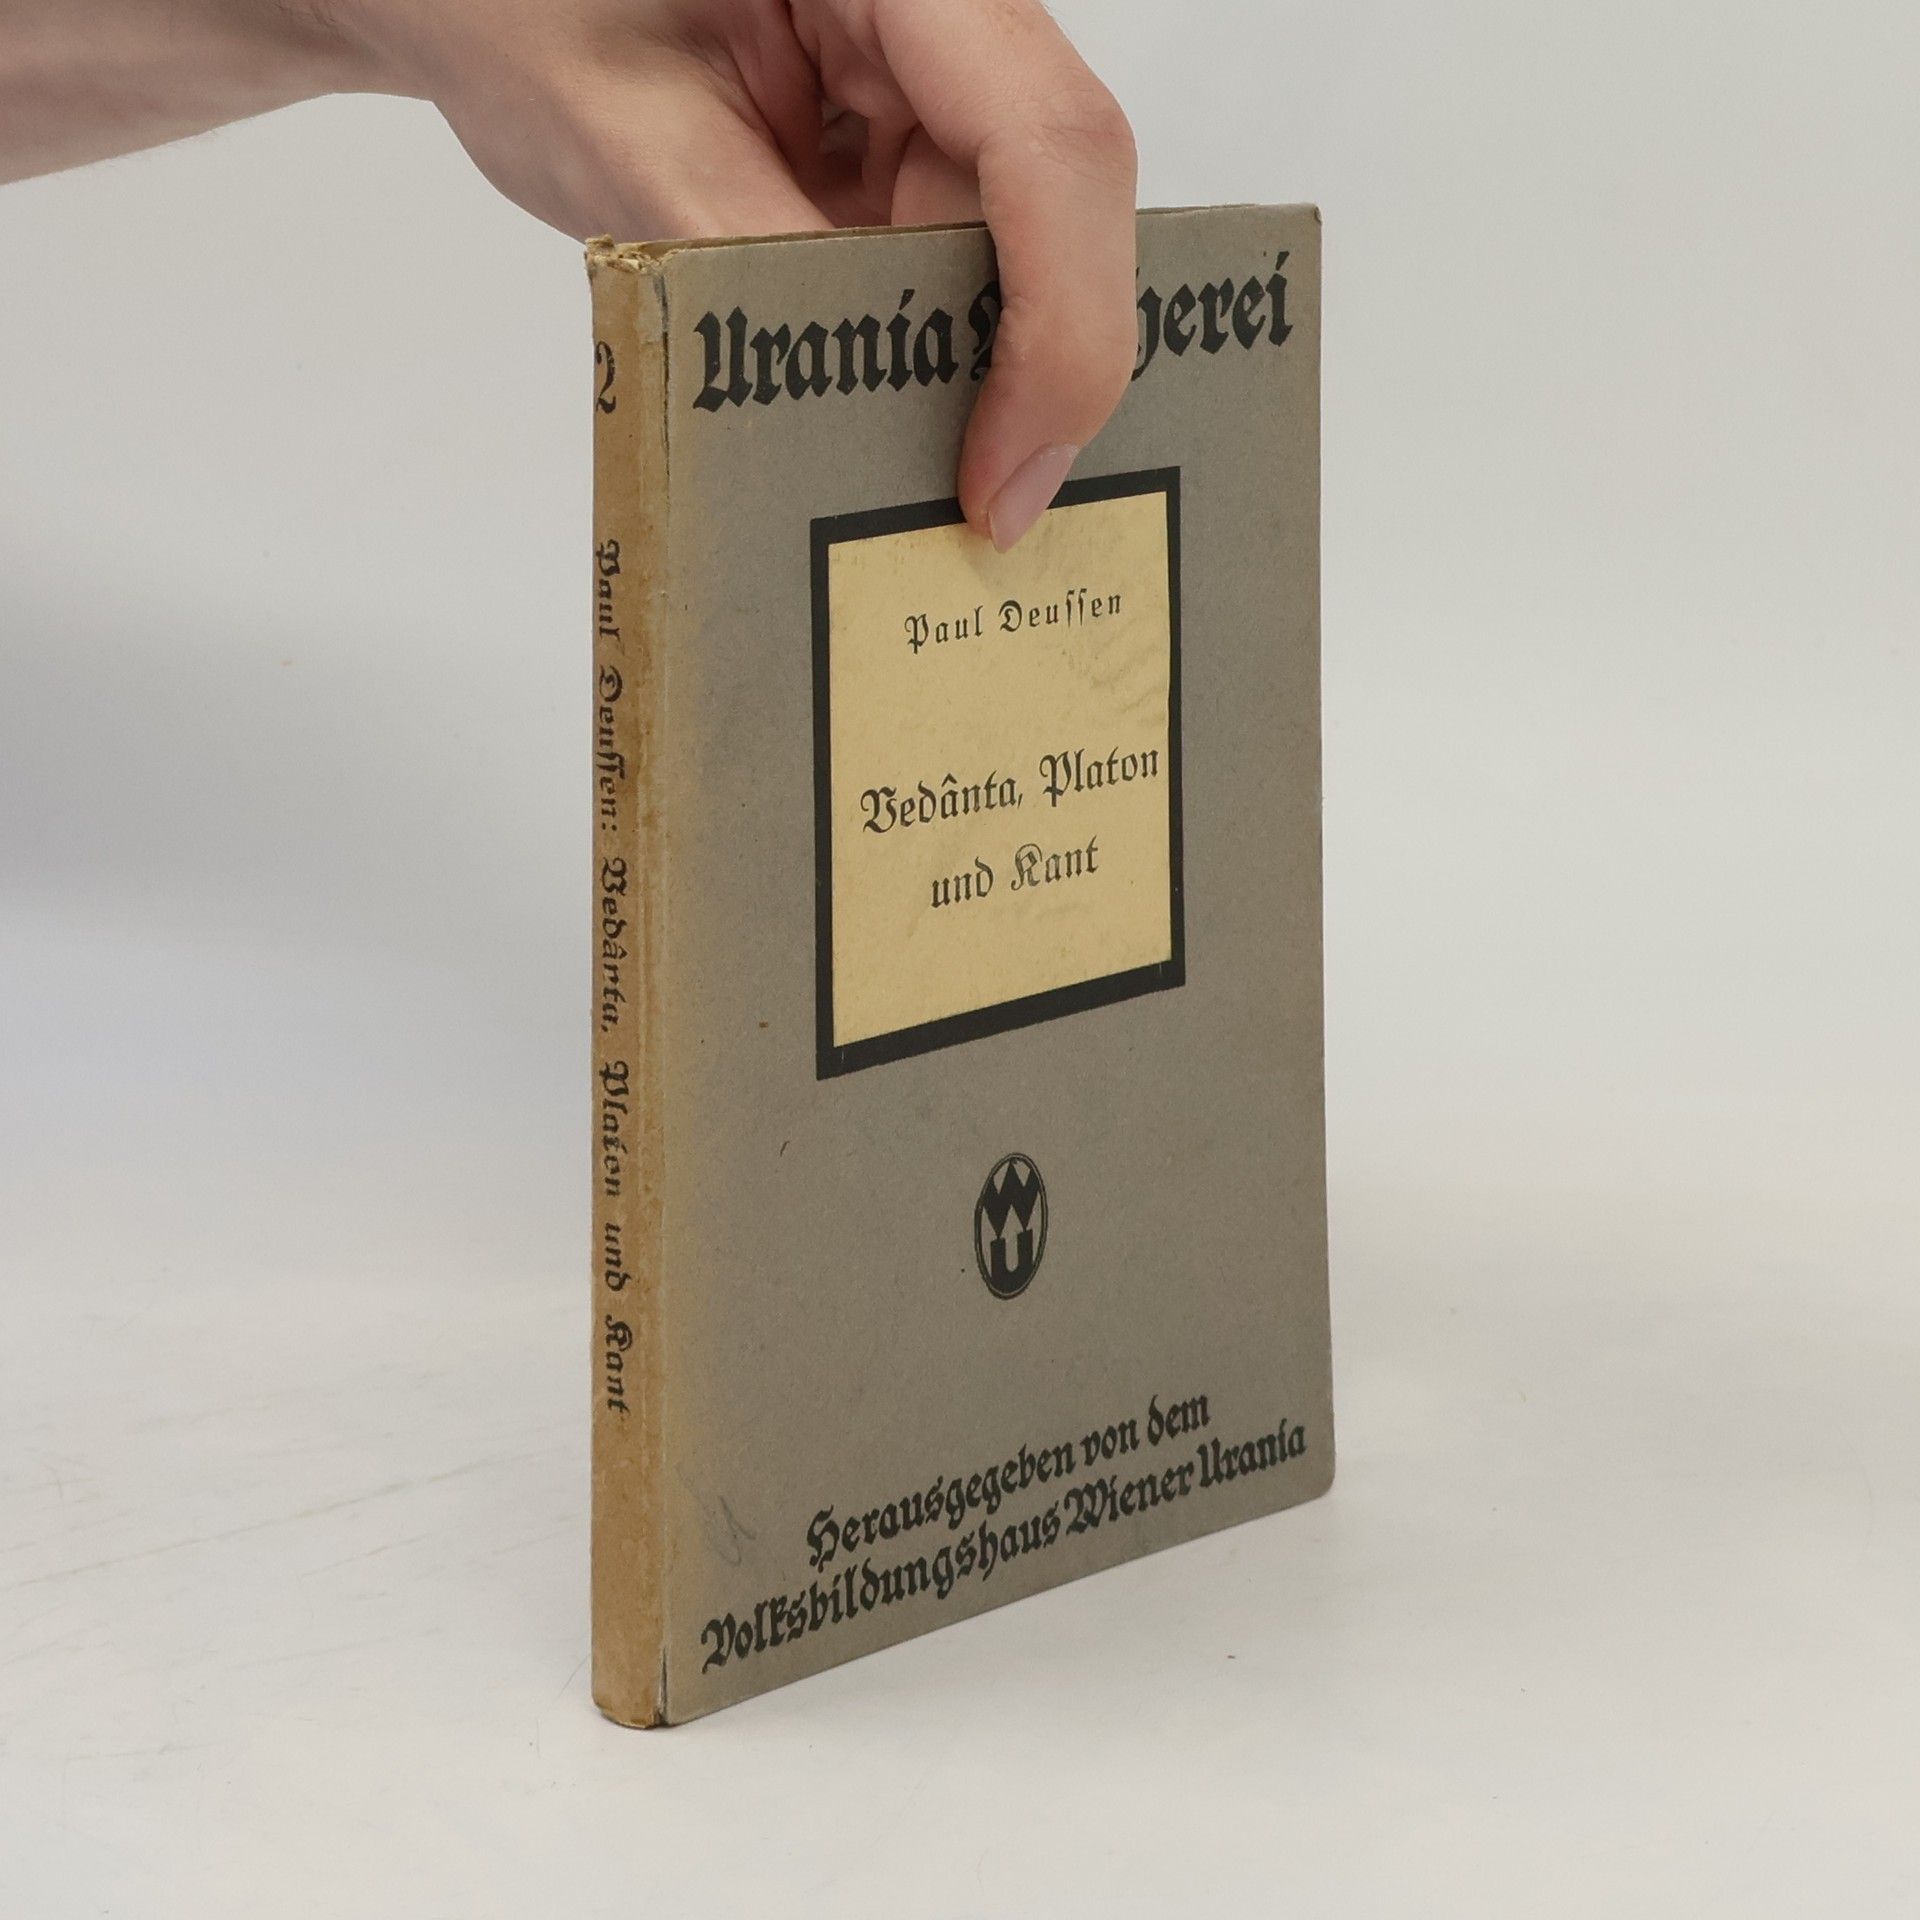 Urania
2
Paul Deussen: Vedânta, Platon und Kant
Paul Deussen
Vedânta, Platon
und Kant
WU
Herausgegeben von dem
Volksbildungshaus Wiener Urania